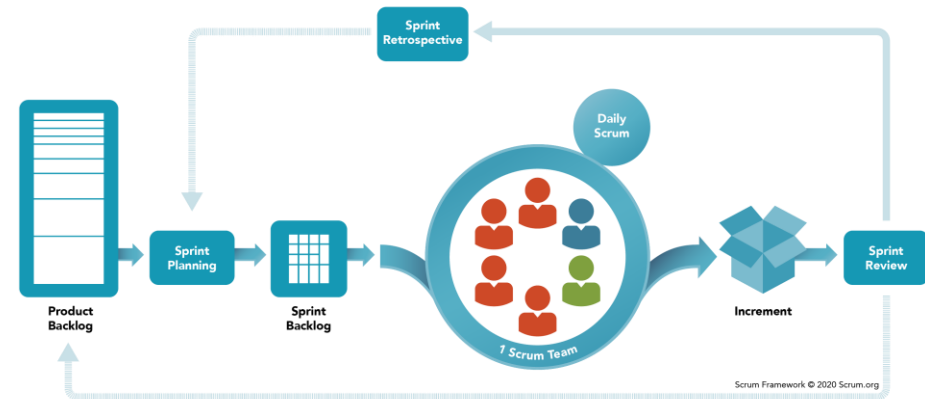 Sprint
Retrospective
Daily
Scrum
Sprint
Planning
Sprint
Review
Product
Backlog
Sprint
Backlog
Increment
1 Scrum Team
Scrum Framework © 2020 Scrum.org